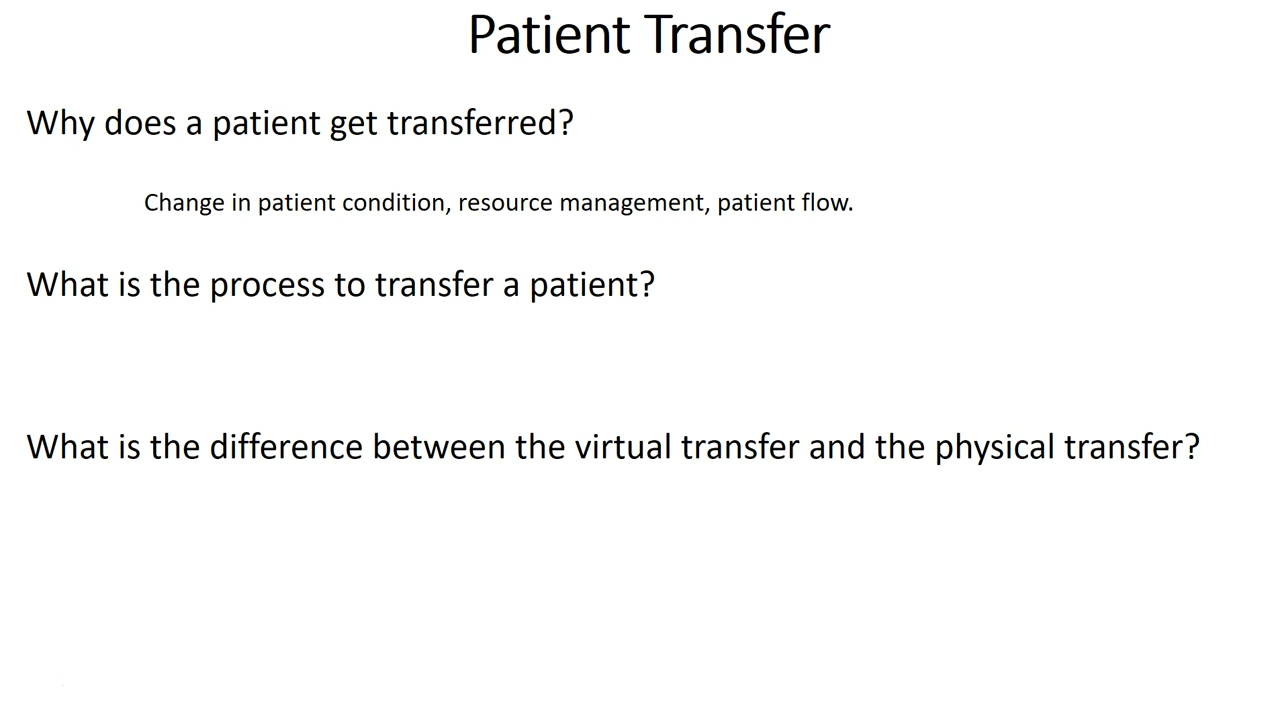 Patient Transfer
Why does a patient get transferred?
Change in patient condition, resource management, patient flow.
What is the process to transfer a patient?
What is the difference between the virtual transfer and the physical transfer?